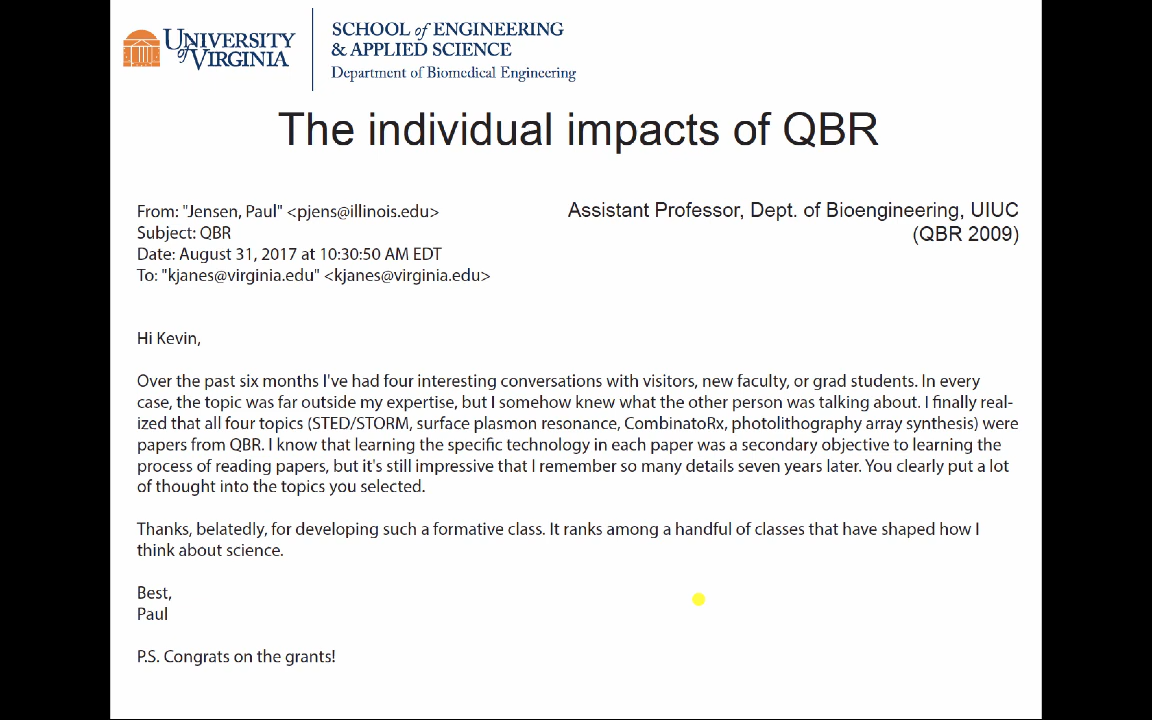 UNIVERSITY of VIRGINIA
SCHOOL of ENGINEERING
& APPLIED SCIENCE
Department of Biomedical Engineering
The individual impacts of QBR
From: "Jensen, Paul" <pjens@illinois.edu>
Subject: QBR
Date: August 31, 2017 at 10:30:50 AM EDT
To: "kjanes@virginia.edu" <kjanes@virginia.edu>
Assistant Professor, Dept. of Bioengineering, UIUC
(QBR 2009)
Hi Kevin,
Over the past six months I've had four interesting conversations with visitors, new faculty, or grad students. In every
case, the topic was far outside my expertise, but I somehow knew what the other person was talking about. I finally real-
ized that all four topics (STED/STORM, surface plasmon resonance, CombinatoRx, photolithography array synthesis) were
papers from QBR. I know that learning the specific technology in each paper was a secondary objective to learning the
process of reading papers, but it's still impressive that I remember so many details seven years later. You clearly put a lot
of thought into the topics you selected.
Thanks, belatedly, for developing such a formative class. It ranks among a handful of classes that have shaped how I
think about science.
Best,
Paul
P.S. Congrats on the grants!